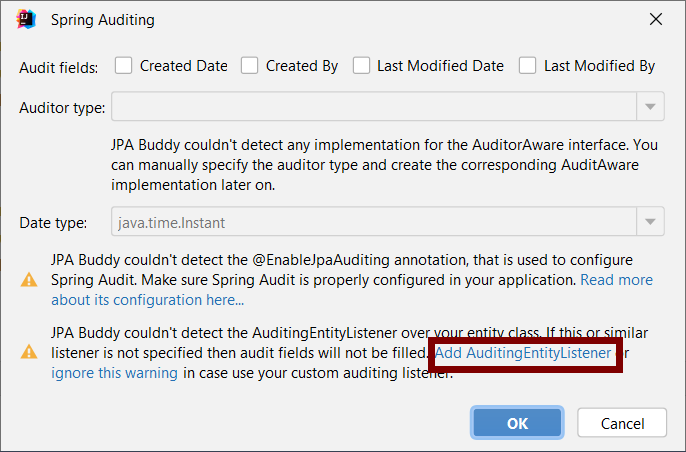 Spring Auditing
Audit fields: Created Date Created By Last Modified Date Last Modified By
Auditor type:
JPA Buddy couldn't detect any implementation for the AuditorAware interface. You
can manually specify the auditor type and create the corresponding AuditAware
implementation later on.
Date type: java.time.Instant
JPA Buddy couldn't detect the @EnableJpaAuditing annotation, that is used to configure
Spring Audit. Make sure Spring Audit is properly configured in your application. Read more
about its configuration here...
JPA Buddy couldn't detect the AuditingEntityListener over your entity class. If this or similar
listener is not specified then audit fields will not be filled. Add AuditingEntityListener or
ignore this warning in case use your custom auditing listener.
OK Cancel